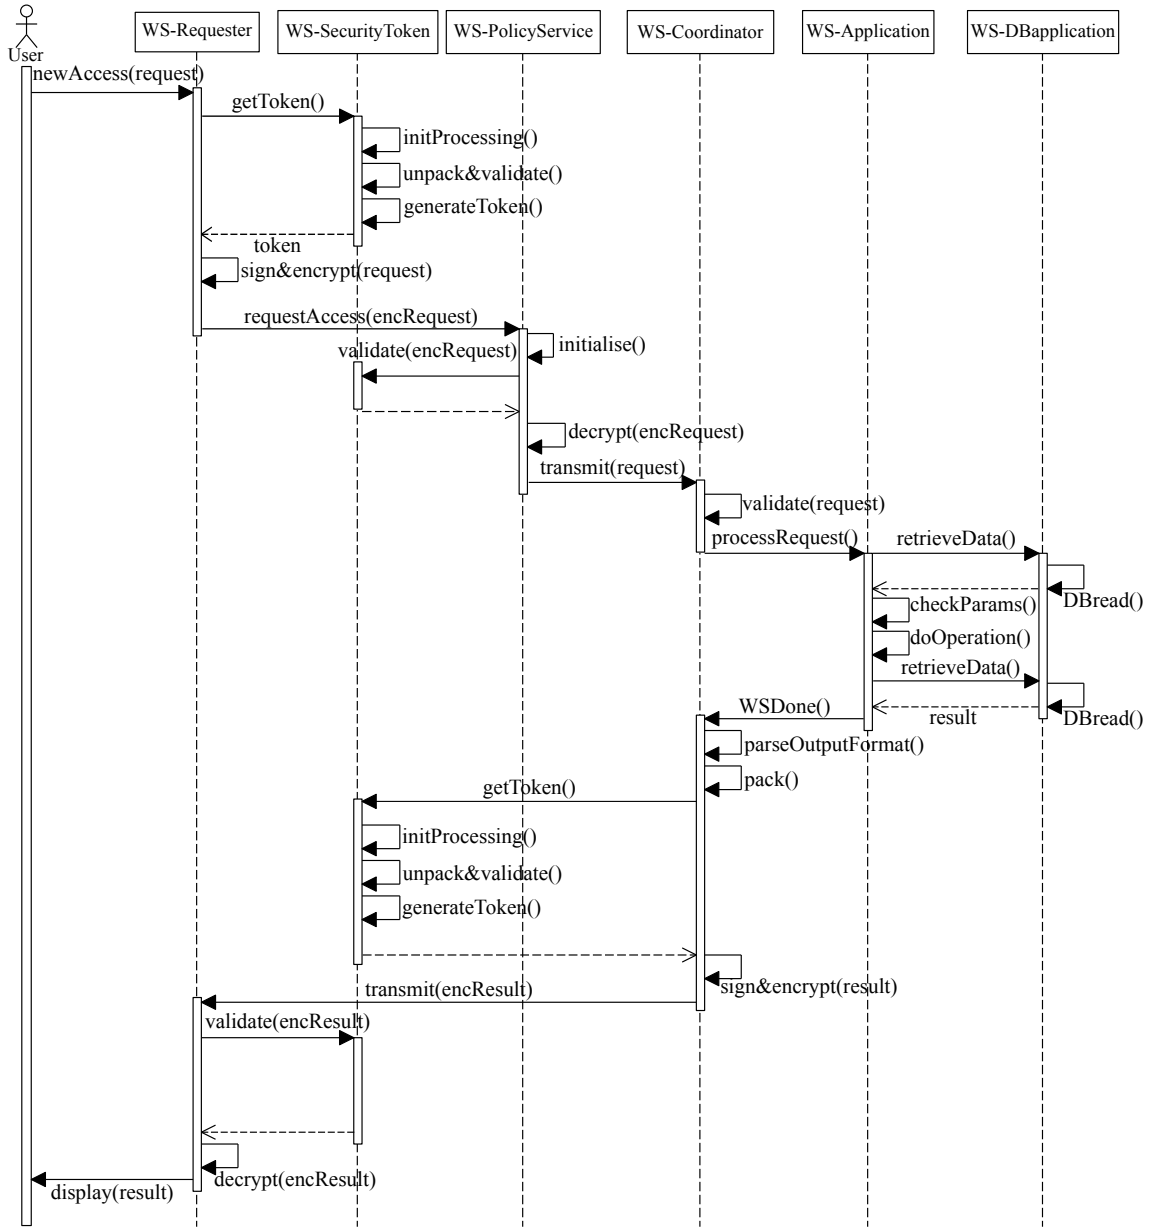 WS-Requester
WS-SecurityToken
WS-PolicyService
WS-Coordinator
WS-Application
WS-DBapplication
User
newAccess(request)
getToken()
initProcessing()
unpack&validate()
generateToken()
token
sign&encrypt(request)
requestAccess(encRequest)
initialise()
validate(encRequest)
decrypt(encRequest)
transmit(request)
validate(request)
processRequest()
retrieveData()
DBread()
checkParams()
doOperation()
retrieveData()
WSDone()
result
DBread()
parseOutputFormat()
pack()
getToken()
initProcessing()
unpack&validate()
generateToken()
sign&encrypt(result)
transmit(encResult)
validate(encResult)
decrypt(encResult)
display(result)